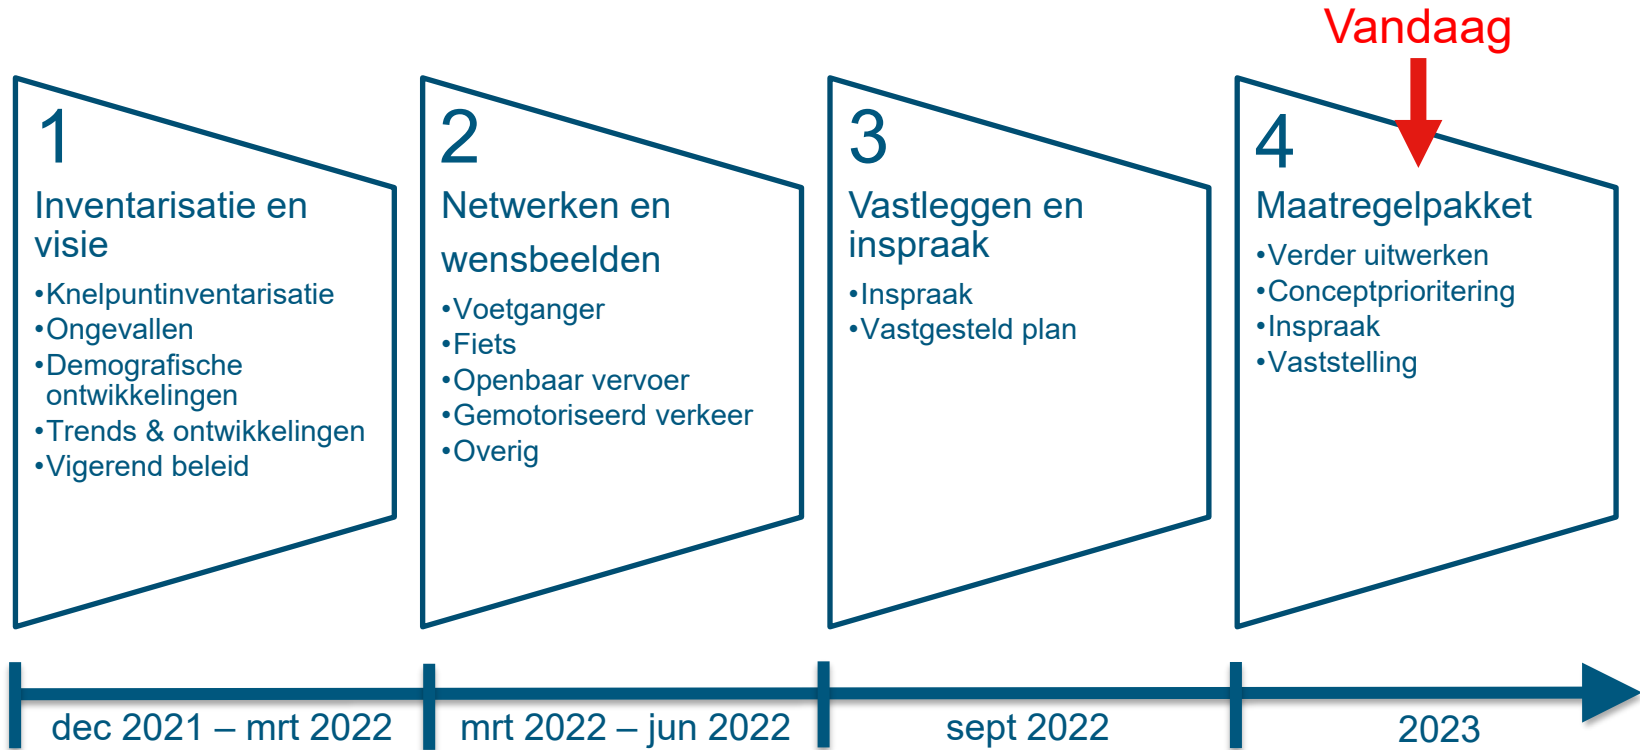 Vandaag
1
Inventarisatie en
visie
•Knelpuntinventarisatie
•Ongevallen
•Demografische
ontwikkelingen
•Trends & ontwikkelingen
•Vigerend beleid
2
Netwerken en
wensbeelden
•Voetganger
•Fiets
•Openbaar vervoer
•Gemotoriseerd verkeer
•Overig
3
Vastleggen en
inspraak
•Inspraak
•Vastgesteld plan
4
Maatregelpakket
•Verder uitwerken
•Conceptprioritering
•Inspraak
•Vaststelling
dec 2021 – mrt 2022
mrt 2022 – jun 2022
sept 2022
2023